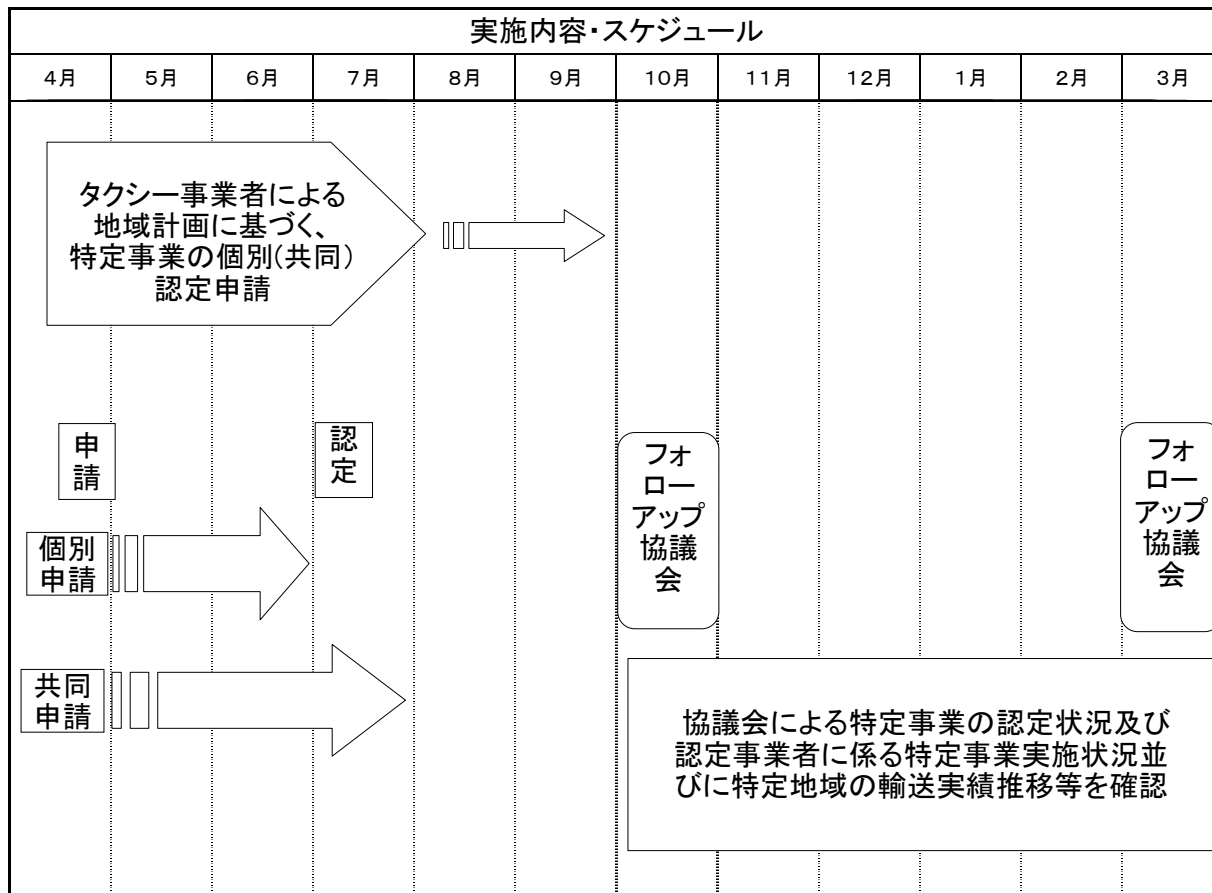 実施内容・スケジュール
4月 5月 6月 7月 8月 9月 10月 11月 12月 1月 2月 3月
タクシー事業者による
地域計画に基づく、
特定事業の個別(共同)
認定申請
申
請
認
定
フォ
ロー
アップ
協議
会
フォ
ロー
アップ
協議
会
個別
申請
共同
申請
協議会による特定事業の認定状況及び
認定事業者に係る特定事業実施状況並
びに特定地域の輸送実績推移等を確認